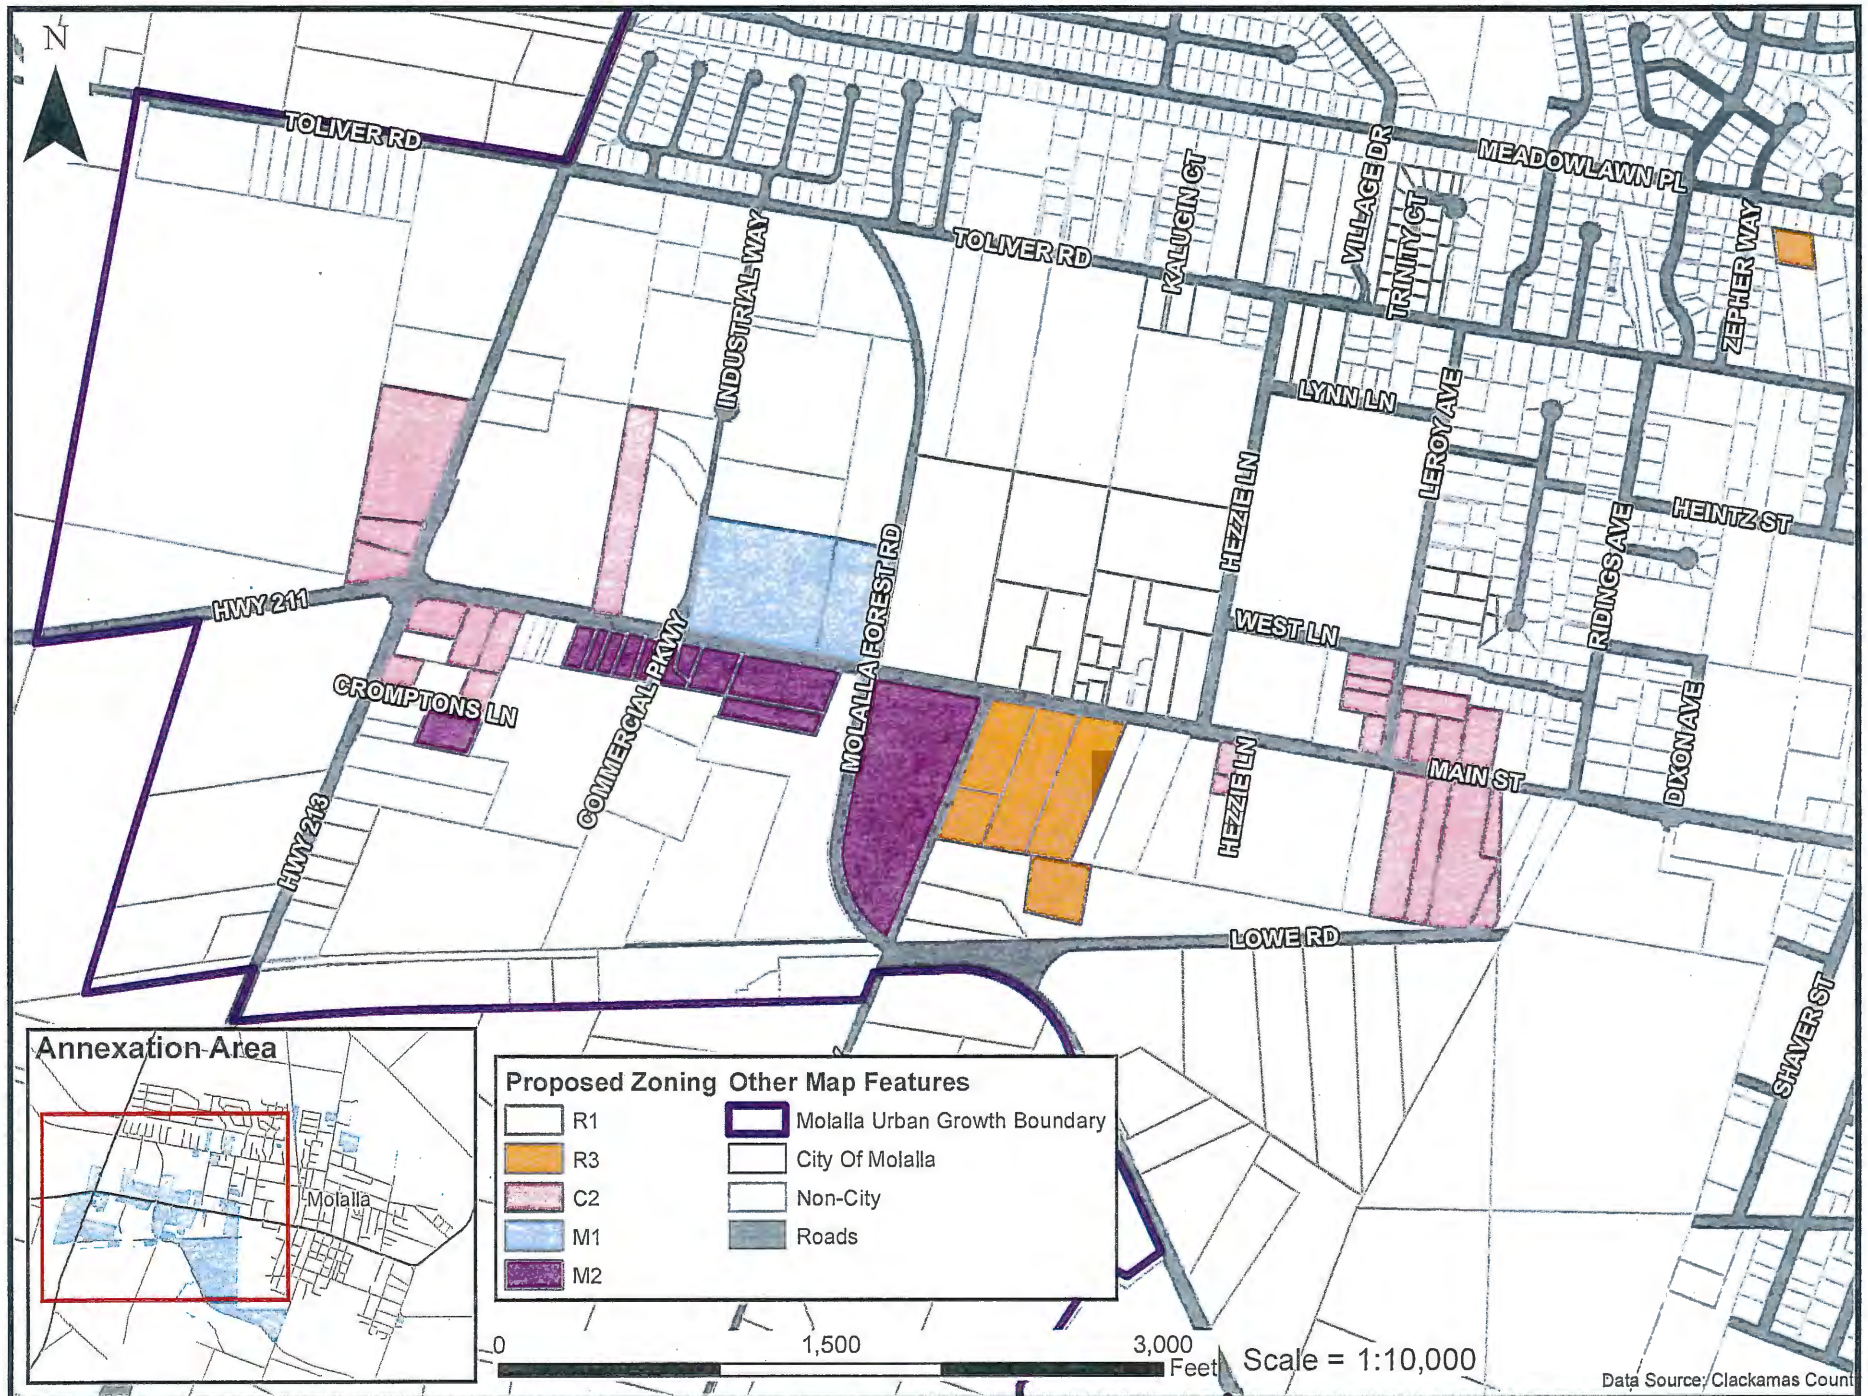 N
TOLIVER RD
MEADOWLAWN PL
KALUGIN CT
VILLAGE DR
TRINITY CT
ZEPHER WAY
INDUSTRIAL WAY
TOLIVER RD
LYNN LN
LEROY AVE
HEZZIE LN
HEINTZ ST
RIDINGS AVE
MOLALLA FOREST RD
HWY 211
WEST LN
CROMPTONS LN
COMMERCIAL PKWY
MOLALLA FOREST RD
HEZZIE LN
MAIN ST
DIXON AVE
HWY 213
LOWE RD
SHAVER ST
Annexation Area
Molalla
Proposed Zoning
R1
R3
C2
M1
M2
Other Map Features
Molalla Urban Growth Boundary
City Of Molalla
Non-City
Roads
0 1,500 3,000
Feet
Scale = 1:10,000
Data Source: Clackamas Count